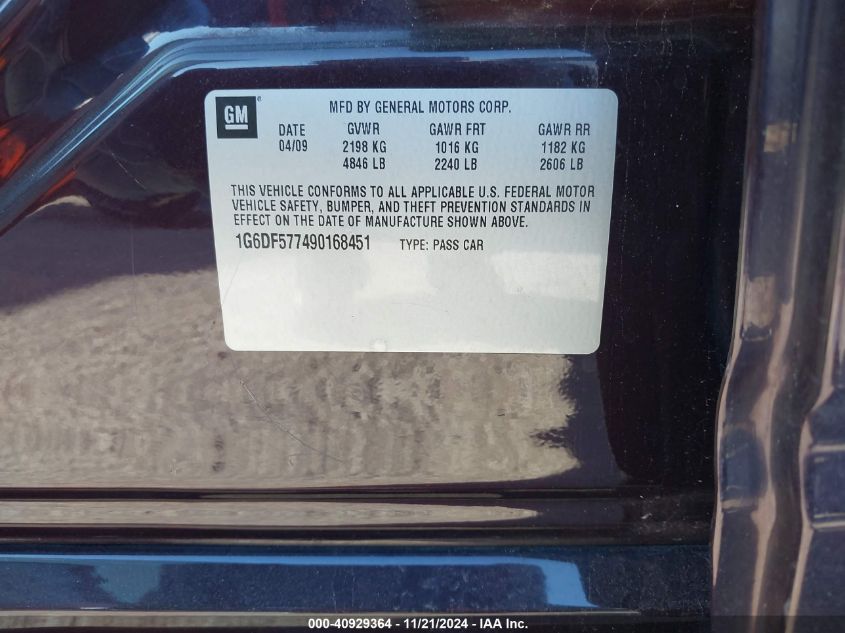 GM®
MFD BY GENERAL MOTORS CORP.
DATE GVWR GAWR FRT GAWR RR
04/09 2198 KG 1016 KG 1182 KG
4846 LB 2240 LB 2606 LB
THIS VEHICLE CONFORMS TO ALL APPLICABLE U.S. FEDERAL MOTOR
VEHICLE SAFETY, BUMPER, AND THEFT PREVENTION STANDARDS IN
EFFECT ON THE DATE OF MANUFACTURE SHOWN ABOVE.
1G6DF577490168451 TYPE: PASS CAR
000-40929364 - 11/21/2024 - IAA Inc.